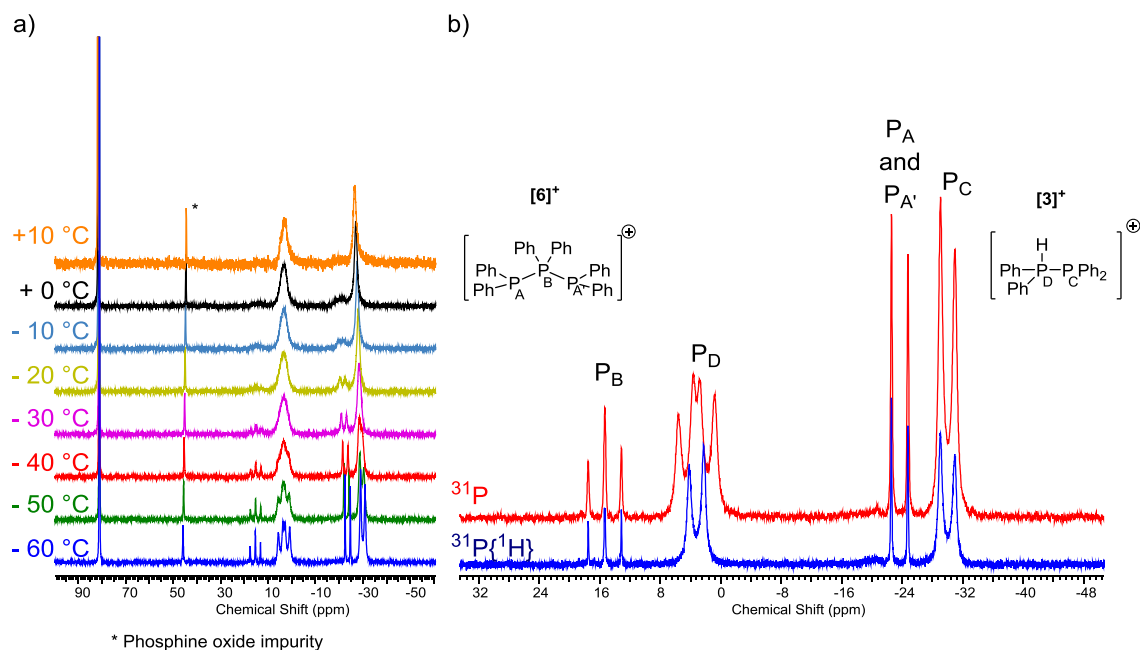 a)
*
+10 °C
+ 0 °C
- 10 °C
- 20 °C
- 30 °C
- 40 °C
- 50 °C
- 60 °C
90 70 50 30 10 -10 -30 -50
Chemical Shift (ppm)
* Phosphine oxide impurity
b)
[6]+
Ph Ph
Ph P P P Ph
Ph A B A' Ph
⊕
PB
PD
PA
and
PA'
PC
[3]+
H
Ph P PPh2
Ph D C
⊕
31P
31P{1H}
32 24 16 8 0 -8 -16 -24 -32 -40 -48
Chemical Shift (ppm)